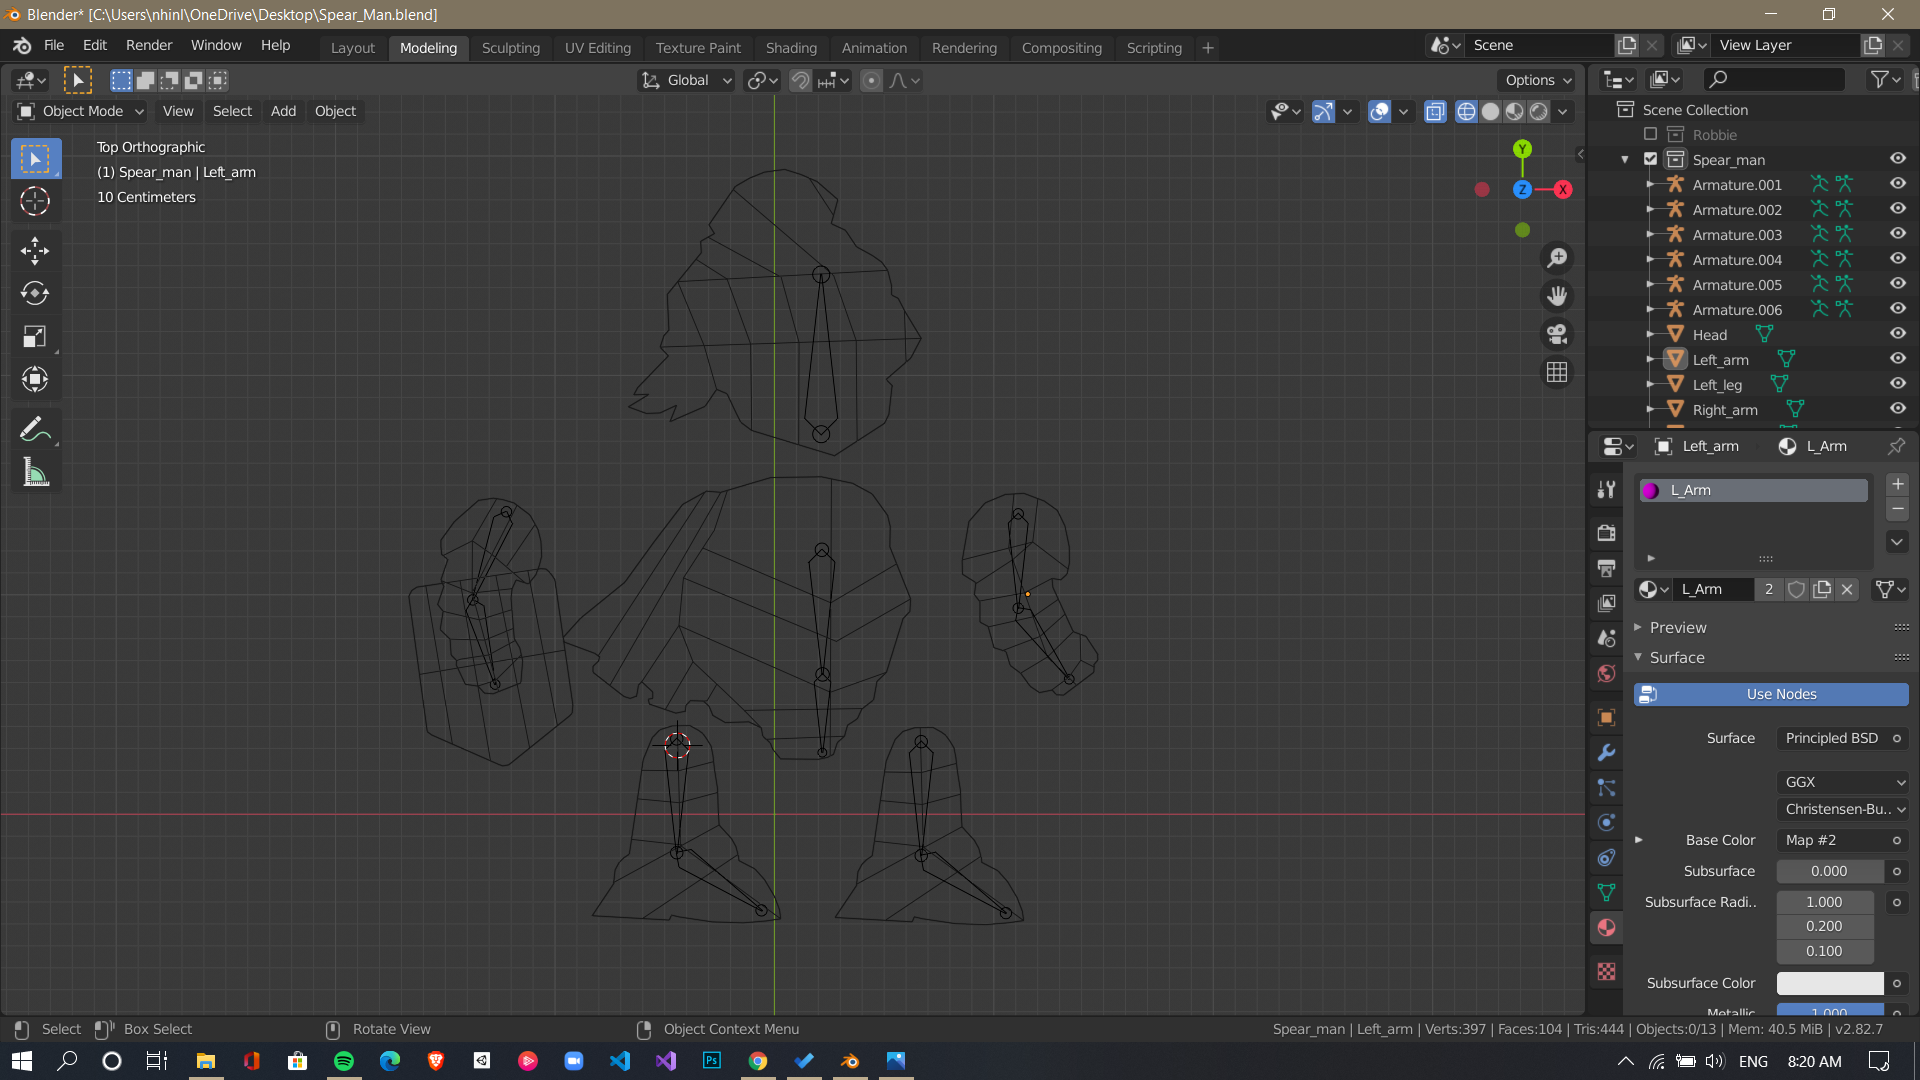 Blender* [C:\Users\nhinl\OneDrive\Desktop\Spear_Man.blend]
File Edit Render Window Help Layout Modeling Sculpting UV Editing Texture Paint Shading Animation Rendering Compositing Scripting + Scene View Layer
Global Options
Object Mode View Select Add Object
Top Orthographic
(1) Spear_man | Left_arm
10 Centimeters
Y
Z X
Scene Collection
Robbie
Spear_man
Armature.001
Armature.002
Armature.003
Armature.004
Armature.005
Armature.006
Head
Left_arm
Left_leg
Right_arm
Left_arm L_Arm
L_Arm
L_Arm 2
Preview
Surface
Use Nodes
Surface Principled BSD
GGX
Christensen-Bu..
Base Color Map #2
Subsurface 0.000
Subsurface Radi.. 1.000
0.200
0.100
Subsurface Color
Metallic 1.000
Select Box Select Rotate View Object Context Menu Spear_man | Left_arm | Verts:397 | Faces:104 | Tris:444 | Objects:0/13 | Mem: 40.5 MiB | v2.82.7
Ps ENG 8:20 AM